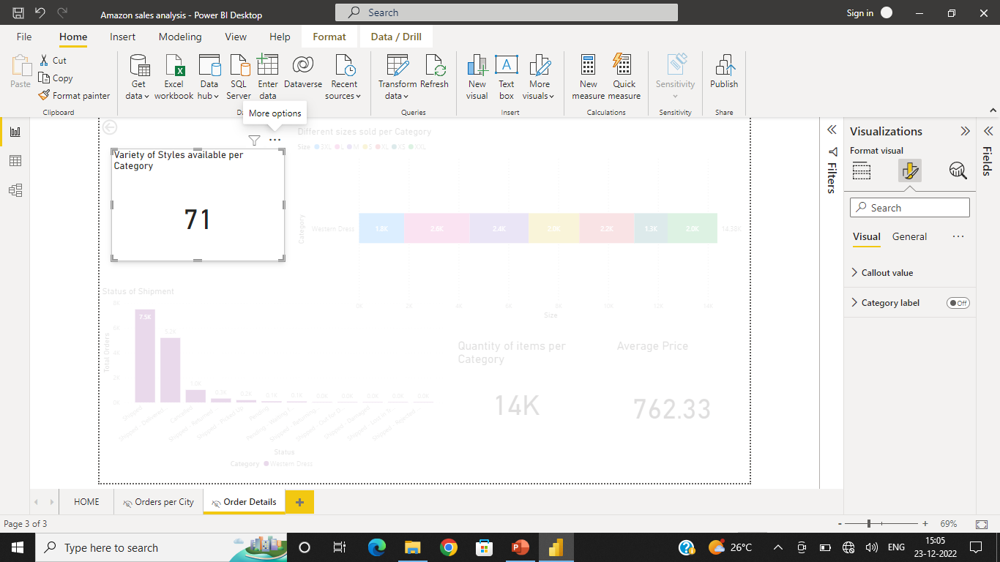 Amazon sales analysis - Power BI Desktop
Search
Sign in
File
Home
Insert
Modeling
View
Help
Format
Data / Drill
Paste
Cut
Copy
Format painter
Clipboard
Get data
Excel workbook
Data hub
SQL Server
Enter data
Dataverse
Recent sources
Da
Transform data
Refresh
Queries
New visual
Text box
More visuals
Insert
New measure
Quick measure
Calculations
Sensitivity
Sensitivity
Publish
Share
More options
Variety of Styles available per
Category
71
Different sizes sold per Category
Size 3XL L M S XL XS XXL
Category
Western Dress
1.8K 2.6K 2.4K 2.0K 2.2K 1.3K 2.0K 14.38K
0K 2K 4K 6K 8K 10K 12K 14K
Size
Status of Shipment
Total Orders
8K
6K
4K
2K
0K
7.5K 5.2K 1.0K 0.3K 0.2K 0.1K 0.1K 0.0K 0.0K 0.0K 0.0K 0.0K
Shipped
Shipped - Deliver...
Cancelled
Shipped - Returned...
Shipped - Picked Up
Pending
Pending - Waiting f...
Shipped - Returning...
Shipped - Out for D...
Shipped - Damaged
Shipped - Lost in Tr...
Shipped - Rejected ...
Status
Category Western Dress
Quantity of items per
Category
14K
Average Price
762.33
Filters
Visualizations
Format visual
Search
Visual
General
Callout value
Category label
Off
Fields
HOME
Orders per City
Order Details
Page 3 of 3
69%
Type here to search
26°C
ENG
15:05
23-12-2022